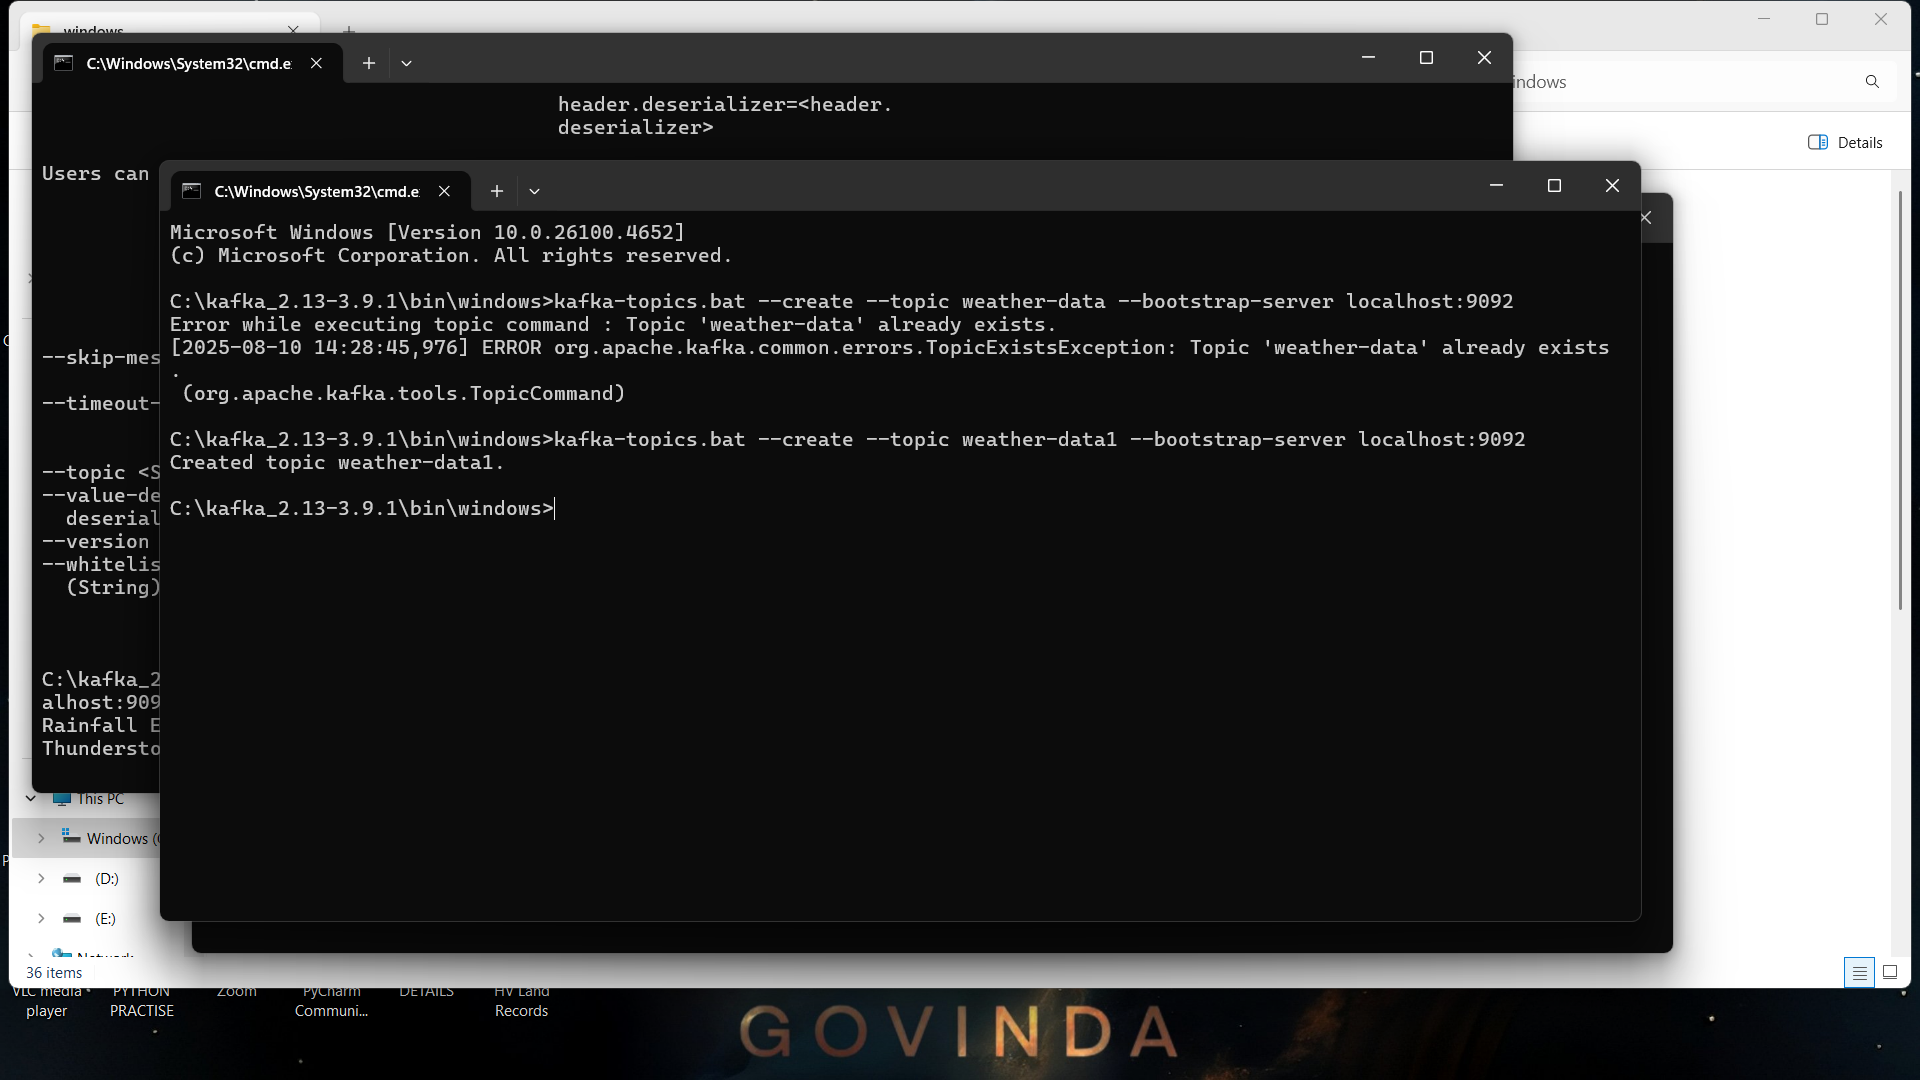 windows
C:\Windows\System32\cmd.e
indows
Details
header.deserializer=<header.
deserializer>
Users can
C:\Windows\System32\cmd.e
Microsoft Windows [Version 10.0.26100.4652]
(c) Microsoft Corporation. All rights reserved.
C:\kafka_2.13-3.9.1\bin\windows>kafka-topics.bat --create --topic weather-data --bootstrap-server localhost:9092
Error while executing topic command : Topic 'weather-data' already exists.
[2025-08-10 14:28:45,976] ERROR org.apache.kafka.common.errors.TopicExistsException: Topic 'weather-data' already exists
.
(org.apache.kafka.tools.TopicCommand)
C:\kafka_2.13-3.9.1\bin\windows>kafka-topics.bat --create --topic weather-data1 --bootstrap-server localhost:9092
Created topic weather-data1.
C:\kafka_2.13-3.9.1\bin\windows>
--skip-mes
--timeout-
--topic <S
--value-de
deserial
--version
--whitelis
(String)
C:\kafka_2
alhost:909
Rainfall E
Thundersto
This PC
Windows (C
(D:)
(E:)
Network
36 items
VLC media player
PYTHON PRACTISE
Zoom
PyCharm Communi...
DETAILS
HV Land Records
GOVINDA